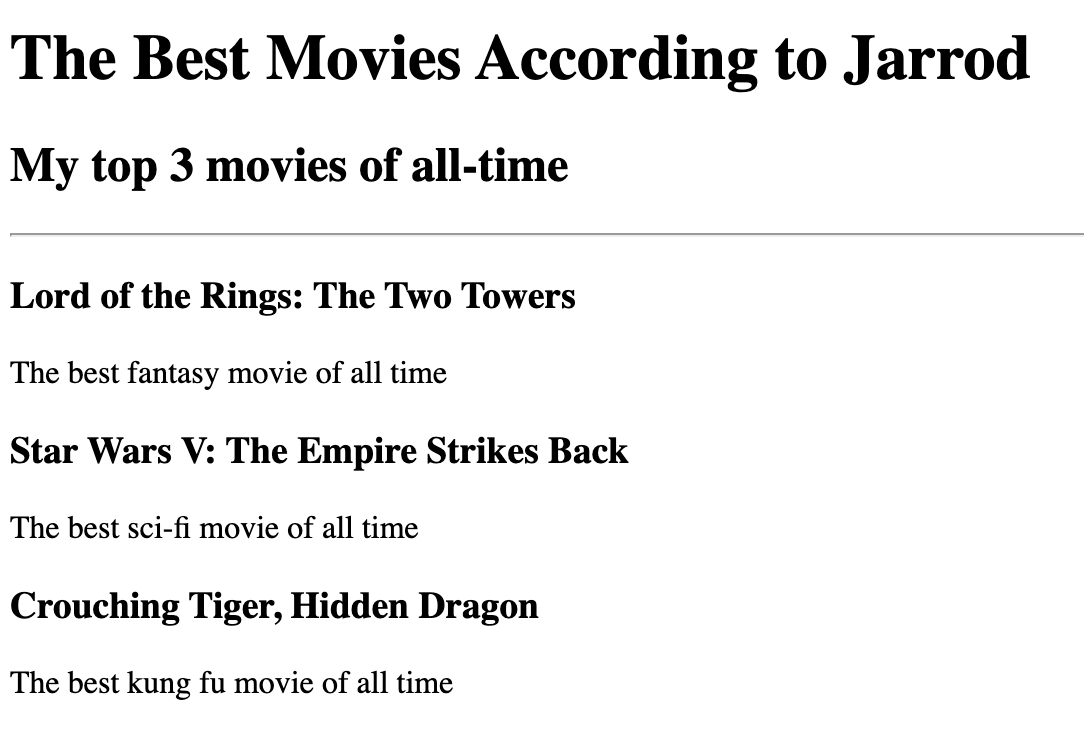 The Best Movies According to Jarrod
My top 3 movies of all-time
Lord of the Rings: The Two Towers
The best fantasy movie of all time
Star Wars V: The Empire Strikes Back
The best sci-fi movie of all time
Crouching Tiger, Hidden Dragon
The best kung fu movie of all time